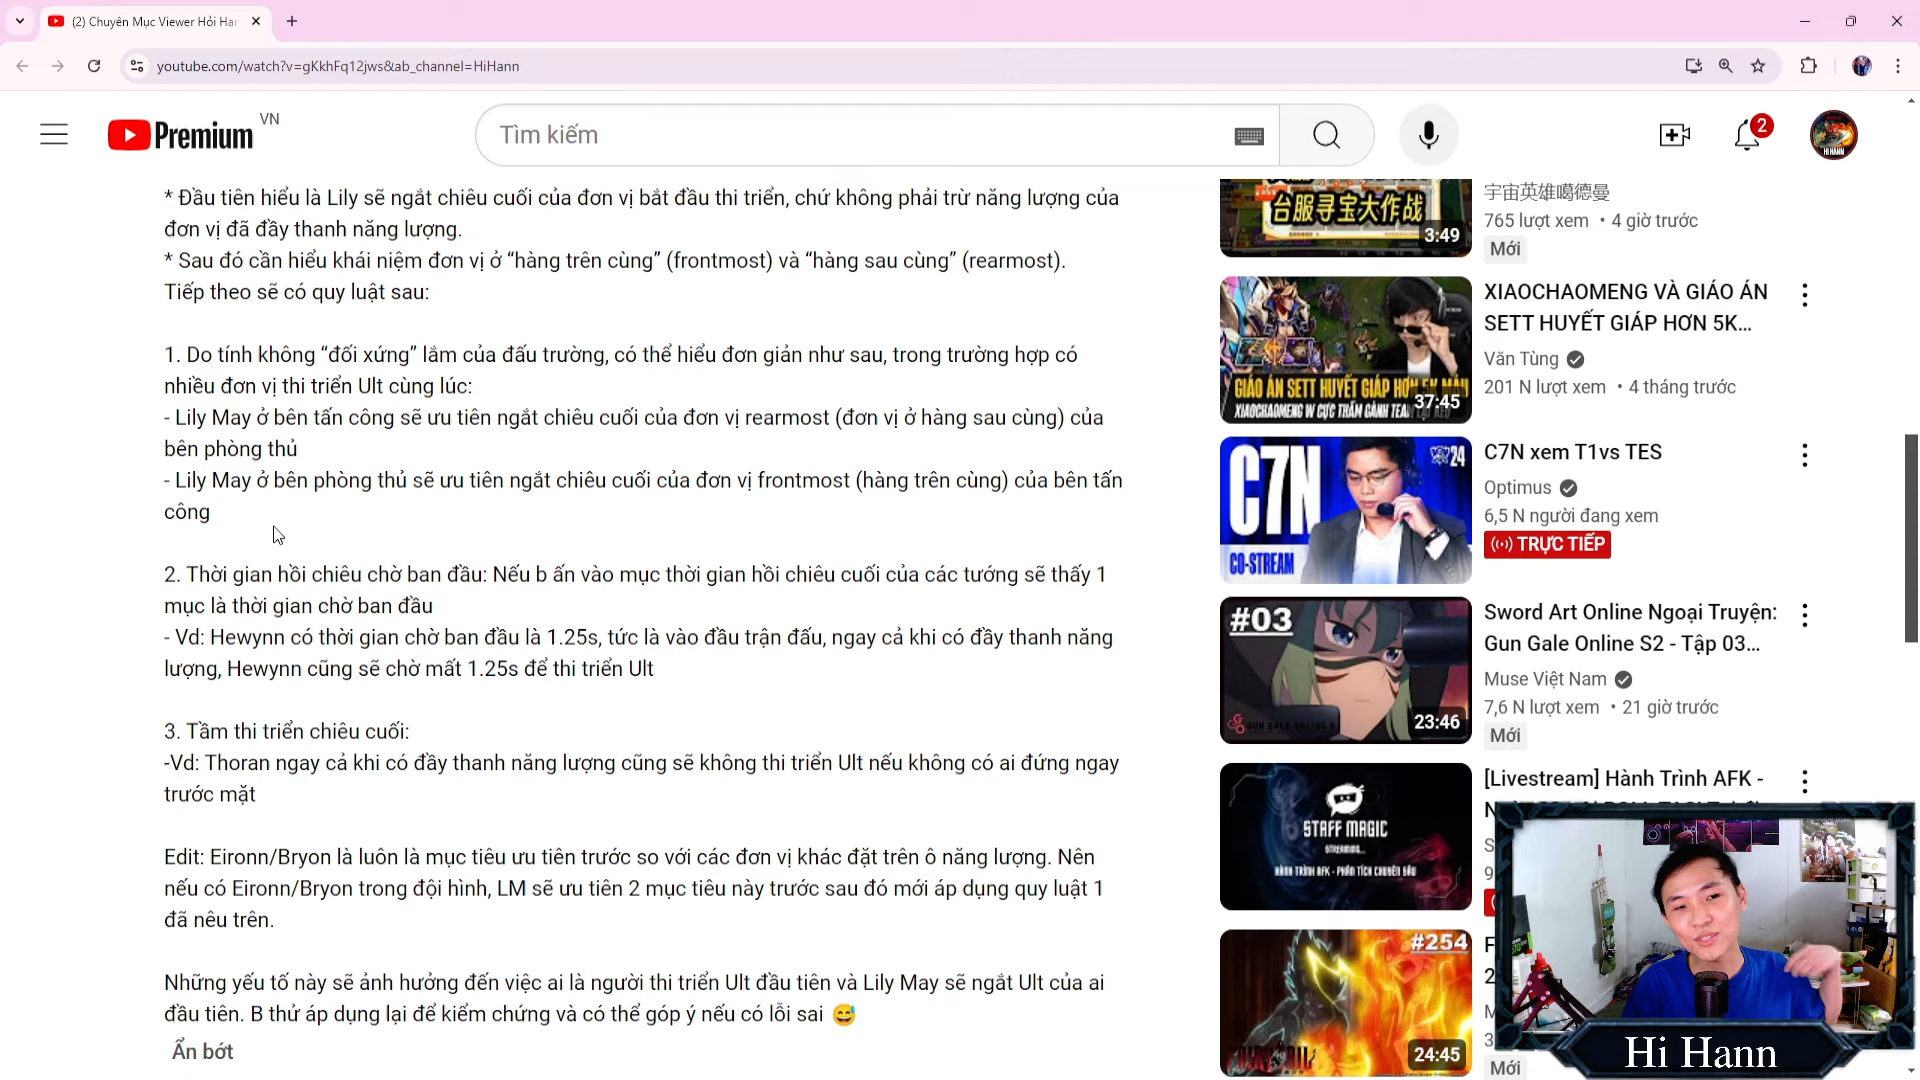 (2) Chuyên Mục Viewer Hỏi Har
youtube.com/watch?v=gKkhFq12jws&ab_channel=HiHann
Premium
VN
Tìm kiếm
2
* Đầu tiên hiểu là Lily sẽ ngắt chiêu cuối của đơn vị bắt đầu thi triển, chứ không phải trừ năng lượng của
đơn vị đã đầy thanh năng lượng.
* Sau đó cần hiểu khái niệm đơn vị ở “hàng trên cùng” (frontmost) và “hàng sau cùng” (rearmost).
Tiếp theo sẽ có quy luật sau:
1. Do tính không “đối xứng” lắm của đấu trường, có thể hiểu đơn giản như sau, trong trường hợp có
nhiều đơn vị thi triển Ult cùng lúc:
- Lily May ở bên tấn công sẽ ưu tiên ngắt chiêu cuối của đơn vị rearmost (đơn vị ở hàng sau cùng) của
bên phòng thủ
- Lily May ở bên phòng thủ sẽ ưu tiên ngắt chiêu cuối của đơn vị frontmost (hàng trên cùng) của bên tấn
công
2. Thời gian hồi chiêu chờ ban đầu: Nếu b ấn vào mục thời gian hồi chiêu cuối của các tướng sẽ thấy 1
mục là thời gian chờ ban đầu
- Vd: Hewynn có thời gian chờ ban đầu là 1.25s, tức là vào đầu trận đấu, ngay cả khi có đầy thanh năng
lượng, Hewynn cũng sẽ chờ mất 1.25s để thi triển Ult
3. Tầm thi triển chiêu cuối:
-Vd: Thoran ngay cả khi có đầy thanh năng lượng cũng sẽ không thi triển Ult nếu không có ai đứng ngay
trước mặt
Edit: Eironn/Bryon là luôn là mục tiêu ưu tiên trước so với các đơn vị khác đặt trên ô năng lượng. Nên
nếu có Eironn/Bryon trong đội hình, LM sẽ ưu tiên 2 mục tiêu này trước sau đó mới áp dụng quy luật 1
đã nêu trên.
Những yếu tố này sẽ ảnh hưởng đến việc ai là người thi triển Ult đầu tiên và Lily May sẽ ngắt Ult của ai
đầu tiên. B thử áp dụng lại để kiểm chứng và có thể góp ý nếu có lỗi sai 😅
Ẩn bớt
台服寻宝大作战
3:49
宇宙英雄噶德曼
765 lượt xem • 4 giờ trước
Mới
GIÁO ÁN SETT HUYẾT GIÁP HƠN 5K MÁU
37:45
XIAOCHAOMENG VÀ GIÁO ÁN
SETT HUYẾT GIÁP HƠN 5K...
Văn Tùng
201 N lượt xem • 4 tháng trước
C7N
CO-STREAM
24
C7N xem T1vs TES
Optimus
6,5 N người đang xem
TRỰC TIẾP
#03
23:46
Sword Art Online Ngoại Truyện:
Gun Gale Online S2 - Tập 03...
Muse Việt Nam
7,6 N lượt xem • 21 giờ trước
Mới
STAFF MAGIC
STREAMING...
HÀNH TRÌNH AFK - PHÂN TÍCH CHUYÊN SÂU
[Livestream] Hành Trình AFK -
#254
24:45
Mới
Hi Hann